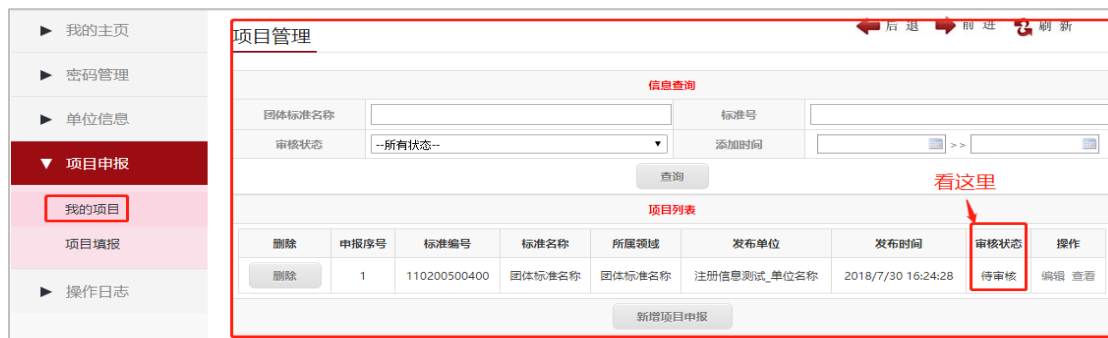 我的主页
密码管理
单位信息
项目申报
我的项目
项目填报
操作日志
项目管理
后退 前进 刷新
信息查询
团体标准名称 标准号
审核状态 --所有状态-- 添加时间 >>
查询
看这里
项目列表
删除 申报序号 标准编号 标准名称 所属领域 发布单位 发布时间 审核状态 操作
删除 1 110200500400 团体标准名称 团体标准名称 注册信息测试_单位名称 2018/7/30 16:24:28 待审核 编辑 查看
新增项目申报